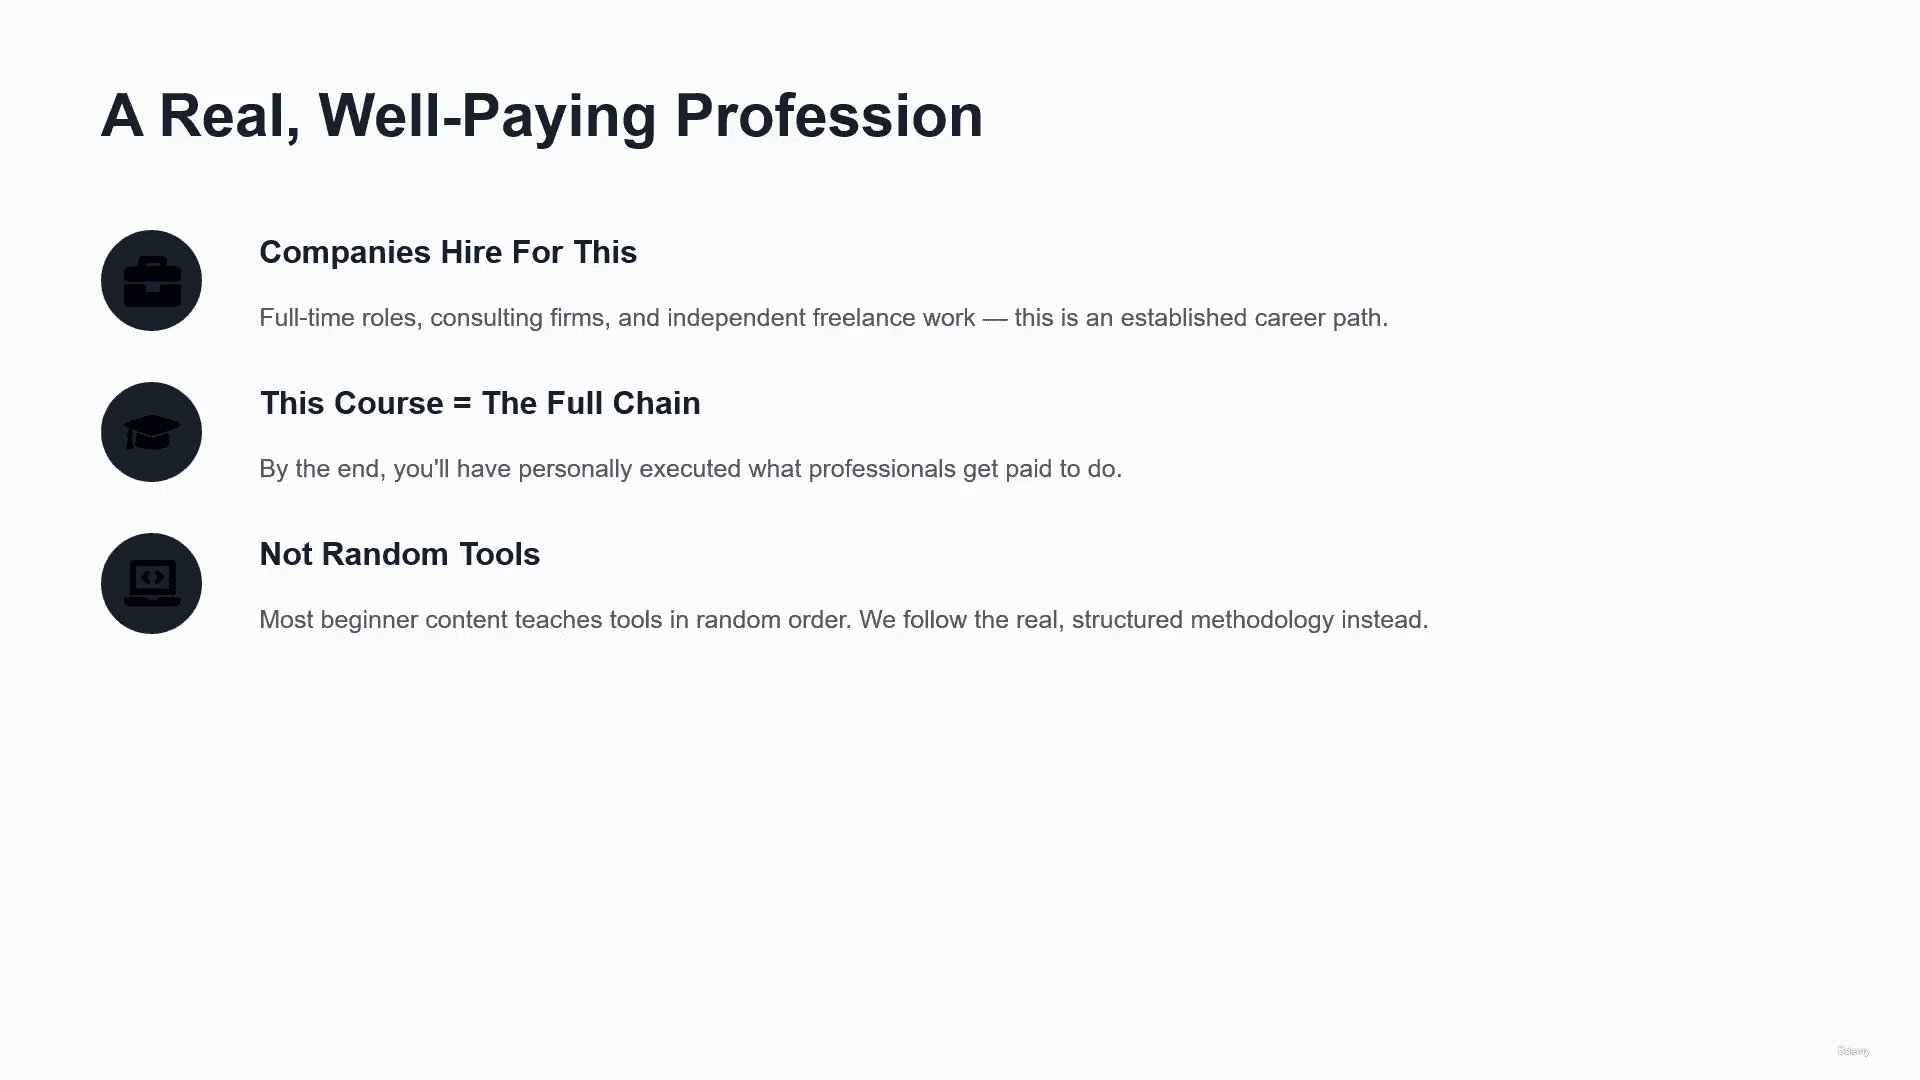 A Real, Well-Paying Profession
Companies Hire For This
Full-time roles, consulting firms, and independent freelance work — this is an established career path.
This Course = The Full Chain
By the end, you'll have personally executed what professionals get paid to do.
Not Random Tools
Most beginner content teaches tools in random order. We follow the real, structured methodology instead.
Udemy